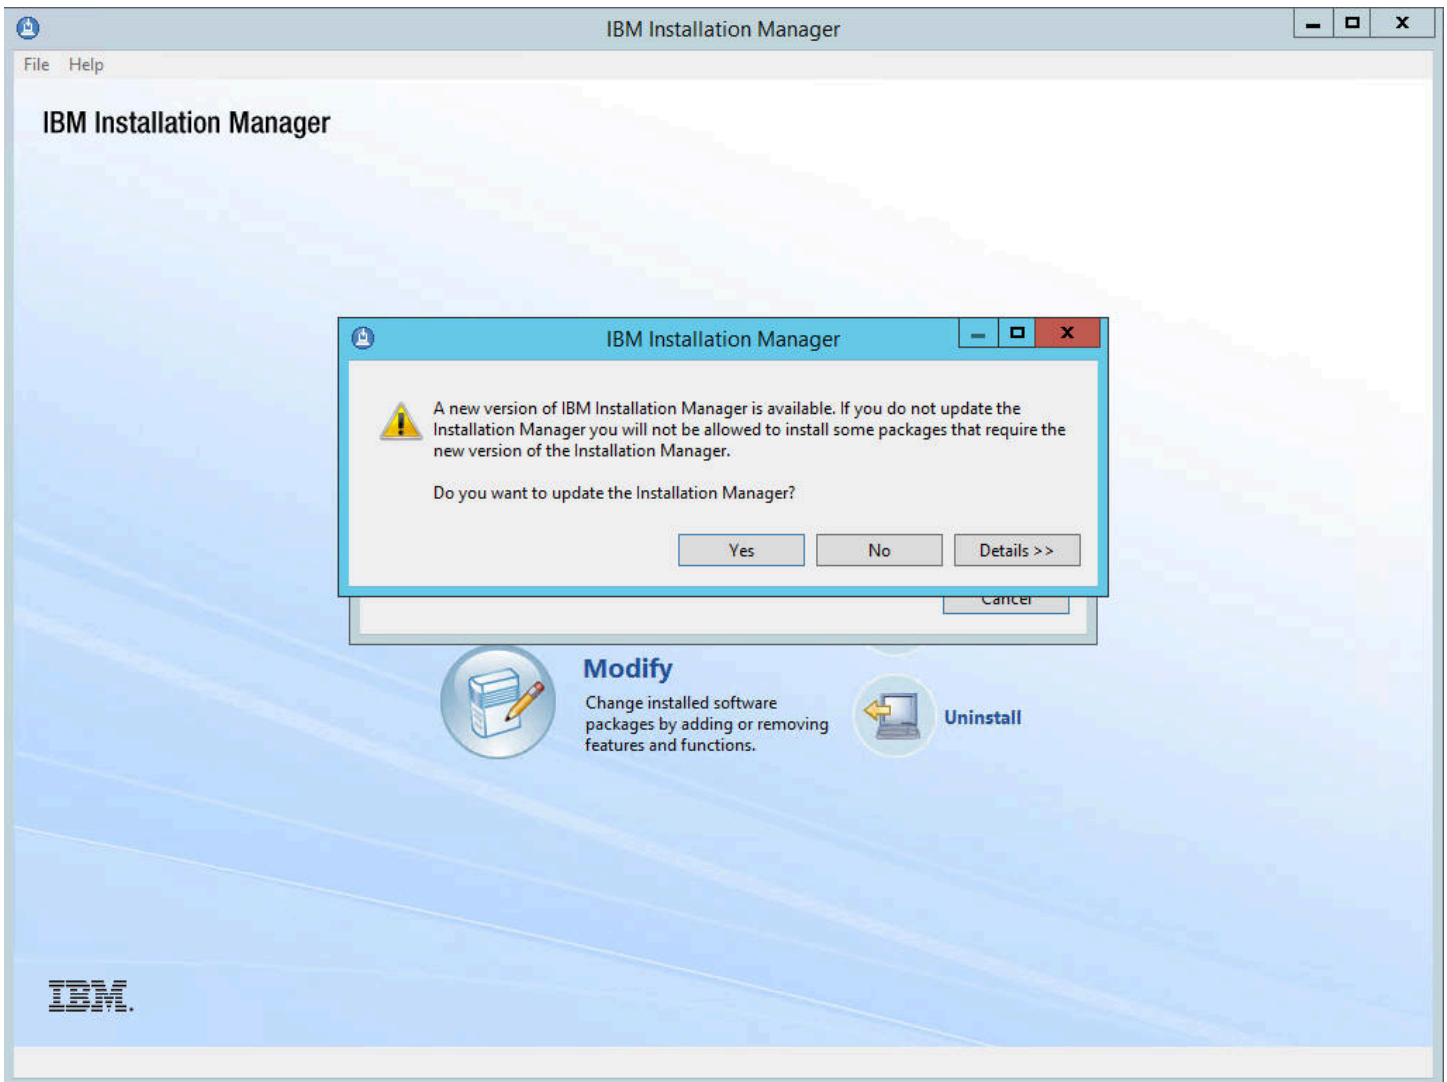 IBM Installation Manager
File Help
IBM Installation Manager
IBM Installation Manager
A new version of IBM Installation Manager is available. If you do not update the
Installation Manager you will not be allowed to install some packages that require the
new version of the Installation Manager.
Do you want to update the Installation Manager?
Yes No Details >>
Cancel
Modify
Change installed software
packages by adding or removing
features and functions.
Uninstall
IBM.